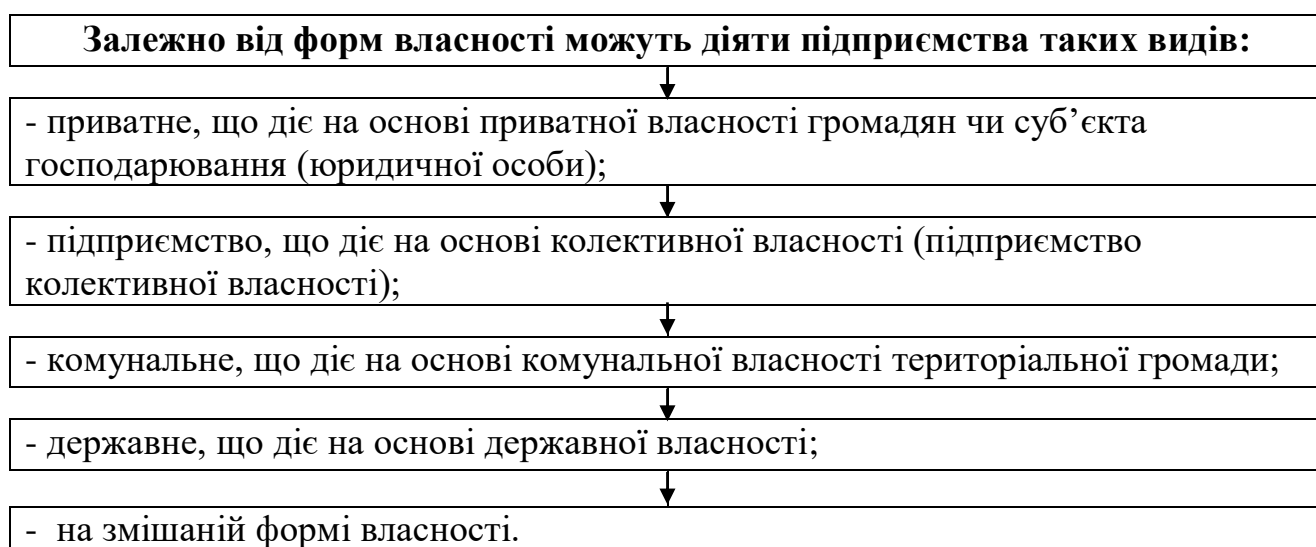 Залежно від форм власності можуть діяти підприємства таких видів:
- приватне, що діє на основі приватної власності громадян чи суб’єкта
господарювання (юридичної особи);
- підприємство, що діє на основі колективної власності (підприємство
колективної власності);
- комунальне, що діє на основі комунальної власності територіальної громади;
- державне, що діє на основі державної власності;
- на змішаній формі власності.